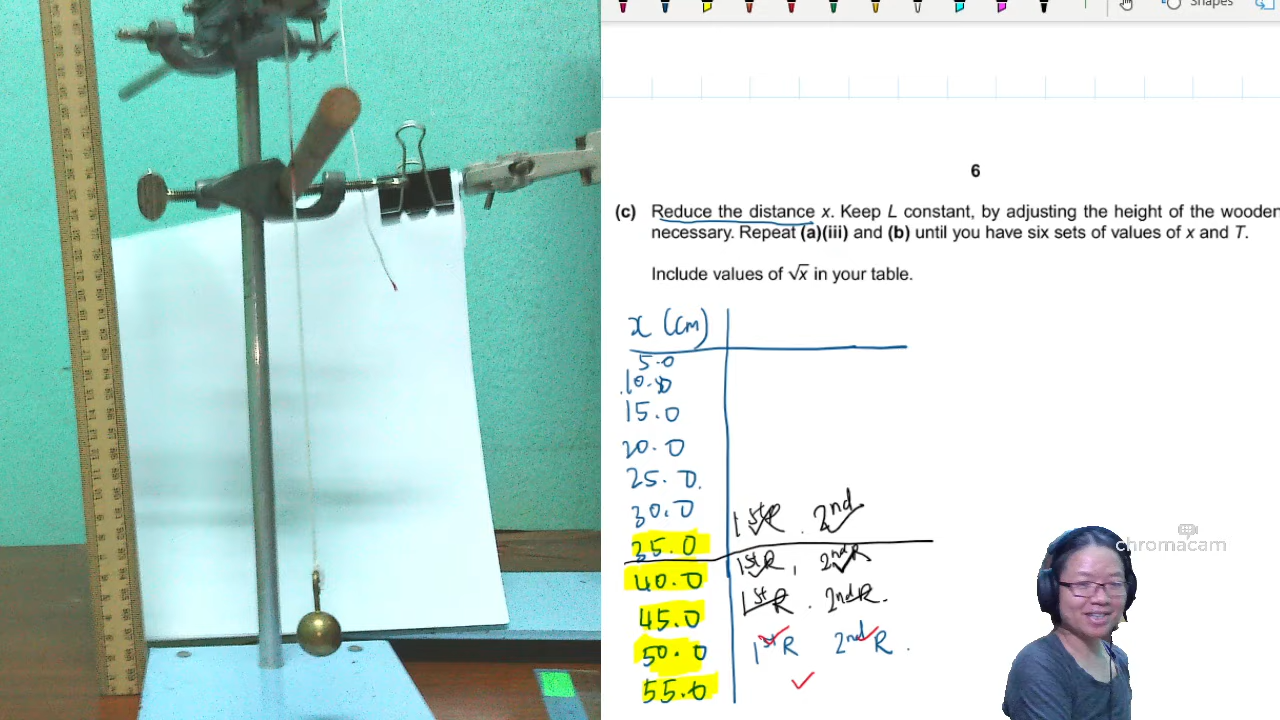 Shapes
6
(c) Reduce the distance x. Keep L constant, by adjusting the height of the wooden
necessary. Repeat (a)(iii) and (b) until you have six sets of values of x and T.
Include values of √x in your table.
x (cm)
5.0
10.0
15.0
20.0
25.0
30.0
1st R . 2nd
35.0
1st R, 2nd R
40.0
1st R . 2nd R.
45.0
1st R 2nd R .
50.0
55.0
chromacam